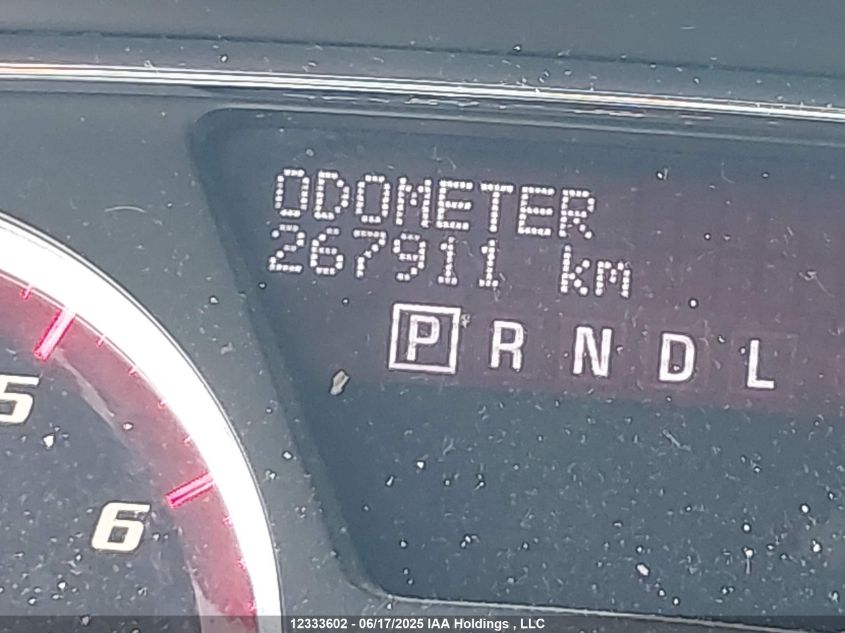 ODOMETER
267911 km
P R N D L
5
6
12333602 - 06/17/2025 IAA Holdings , LLC